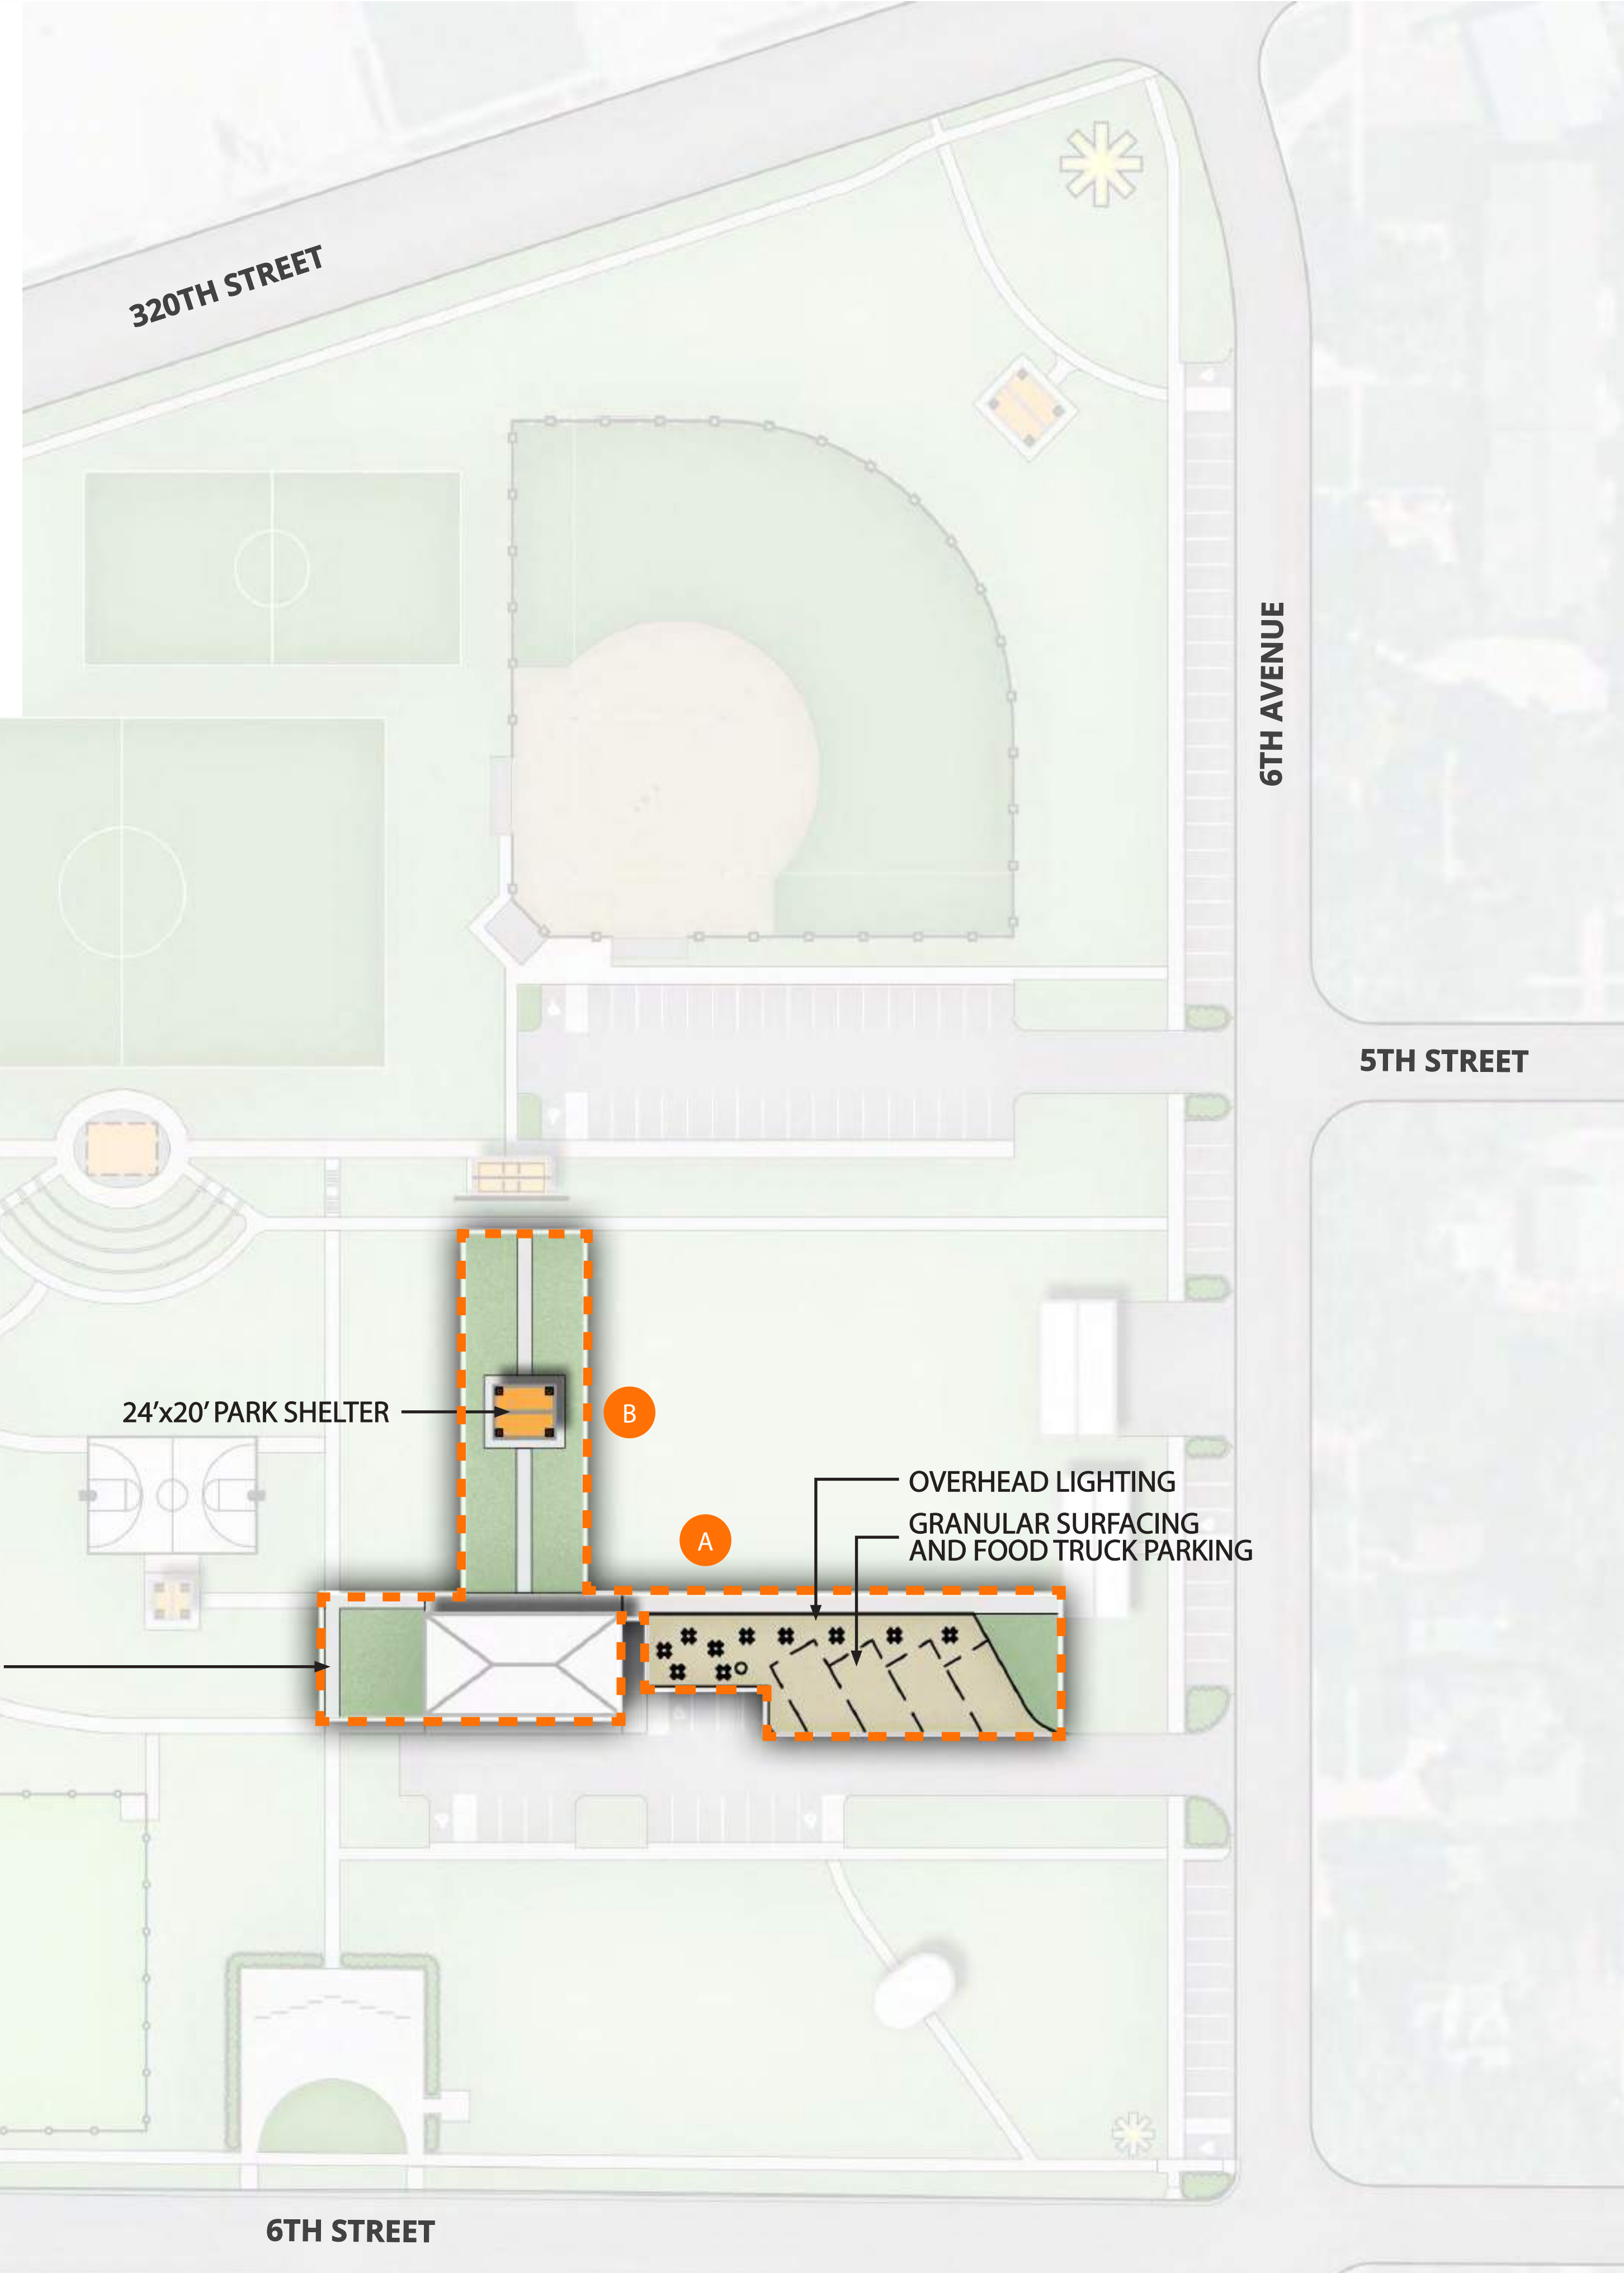 320TH STREET
6TH AVENUE
5TH STREET
24’x20’ PARK SHELTER
B
OVERHEAD LIGHTING
A
GRANULAR SURFACING
AND FOOD TRUCK PARKING
6TH STREET